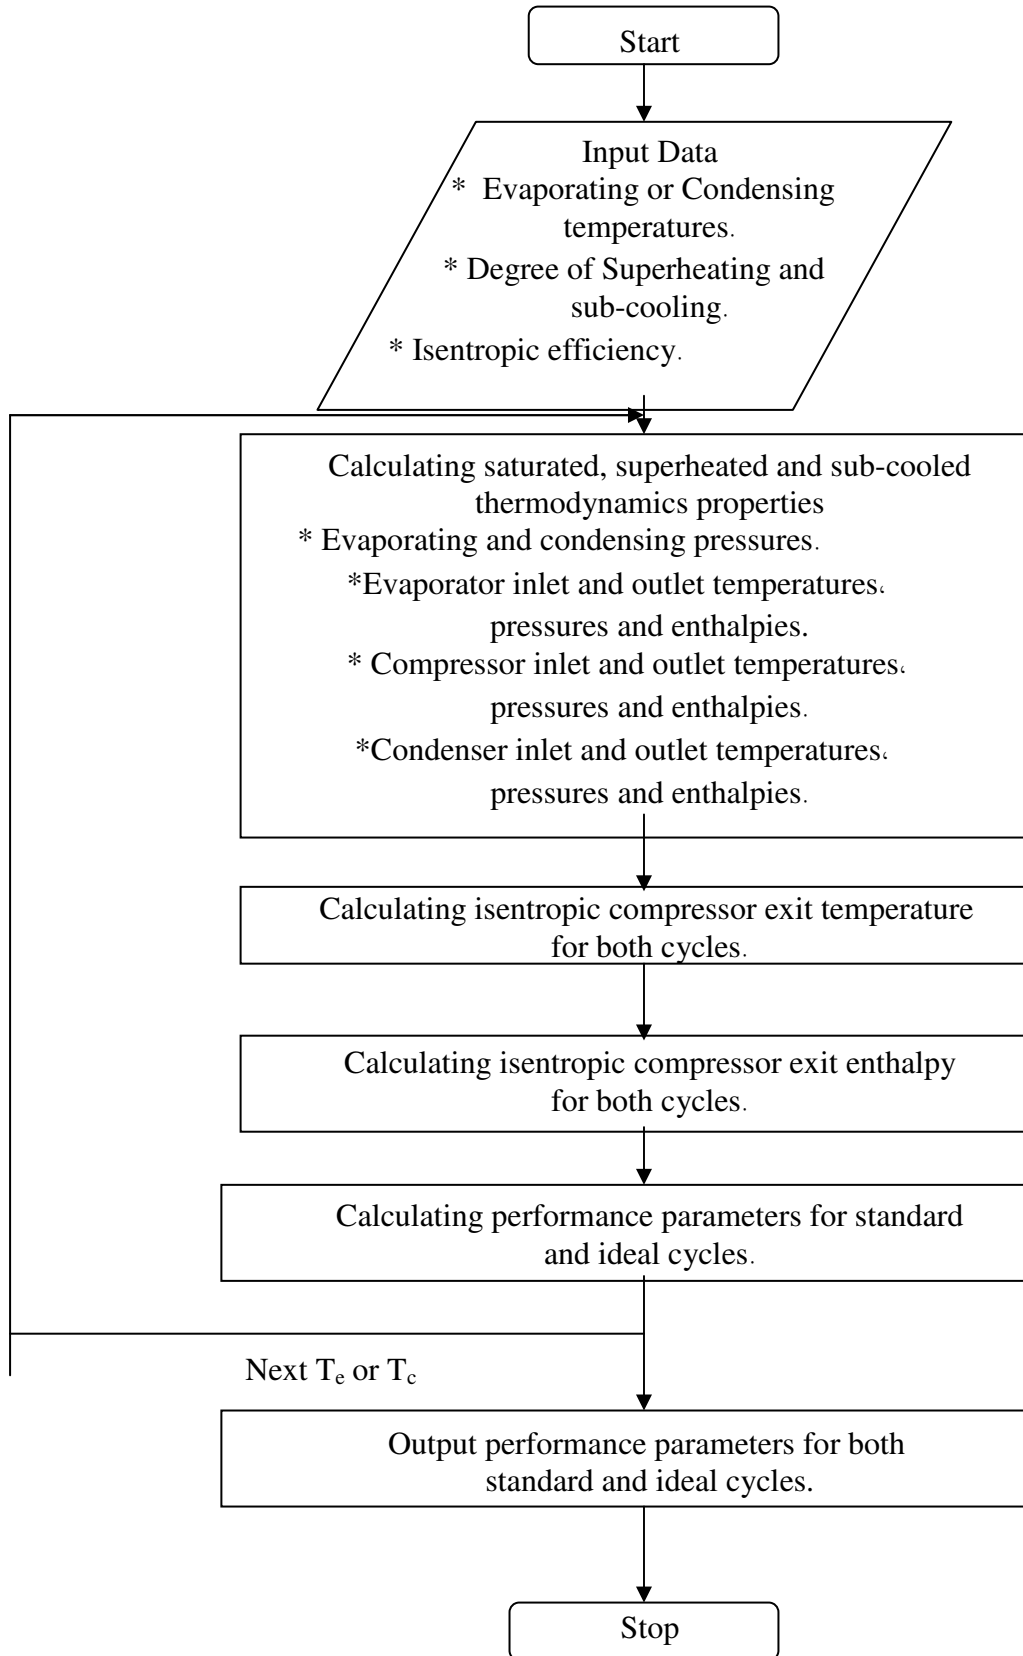 Start
Input Data
* Evaporating or Condensing
temperatures.
* Degree of Superheating and
sub-cooling.
* Isentropic efficiency.
Calculating saturated, superheated and sub-cooled
thermodynamics properties
* Evaporating and condensing pressures.
*Evaporator inlet and outlet temperatures،
pressures and enthalpies.
* Compressor inlet and outlet temperatures،
pressures and enthalpies.
*Condenser inlet and outlet temperatures،
pressures and enthalpies.
Calculating isentropic compressor exit temperature
for both cycles.
Calculating isentropic compressor exit enthalpy
for both cycles.
Calculating performance parameters for standard
and ideal cycles.
Next Te or Tc
Output performance parameters for both
standard and ideal cycles.
Stop